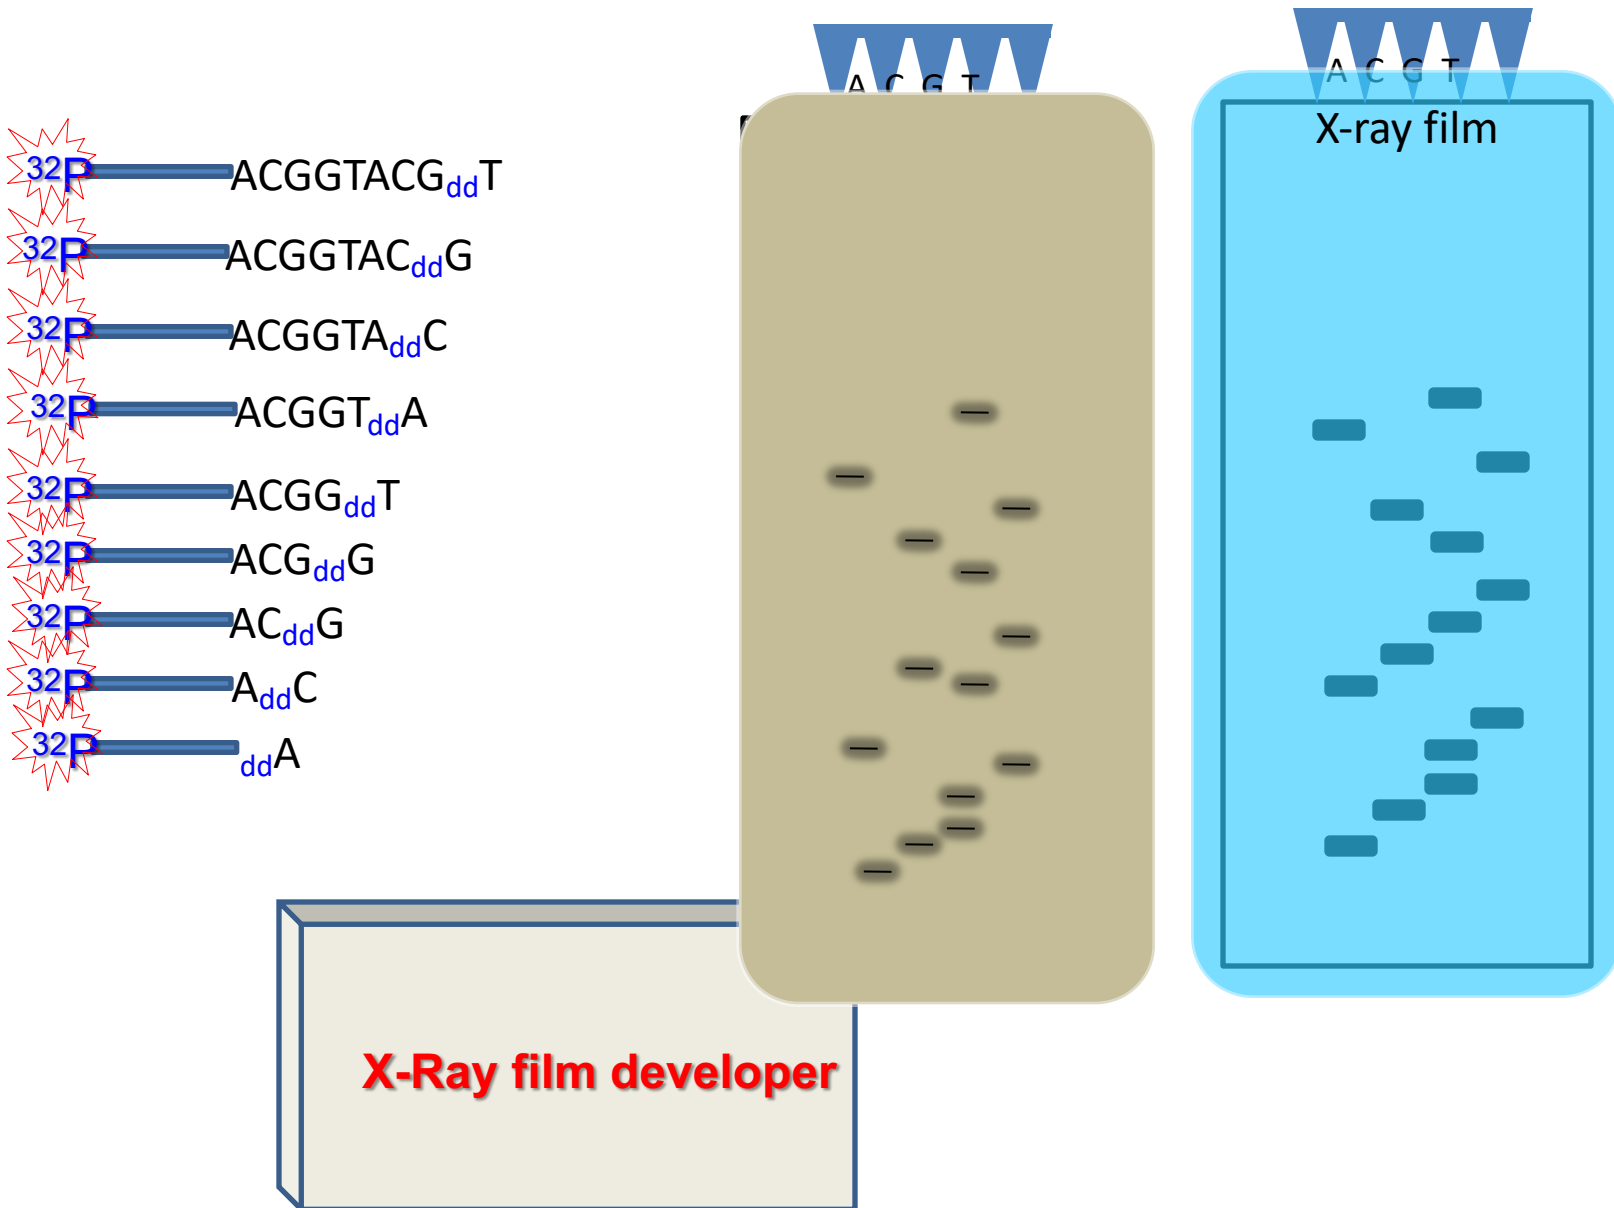 A C G T
A C G T
X-ray film
32P ACGGTACGddT
32P ACGGTACddG
32P ACGGTAddC
32P ACGGTddA
32P ACGGddT
32P ACGddG
32P ACddG
32P AddC
32P ddA
X-Ray film developer